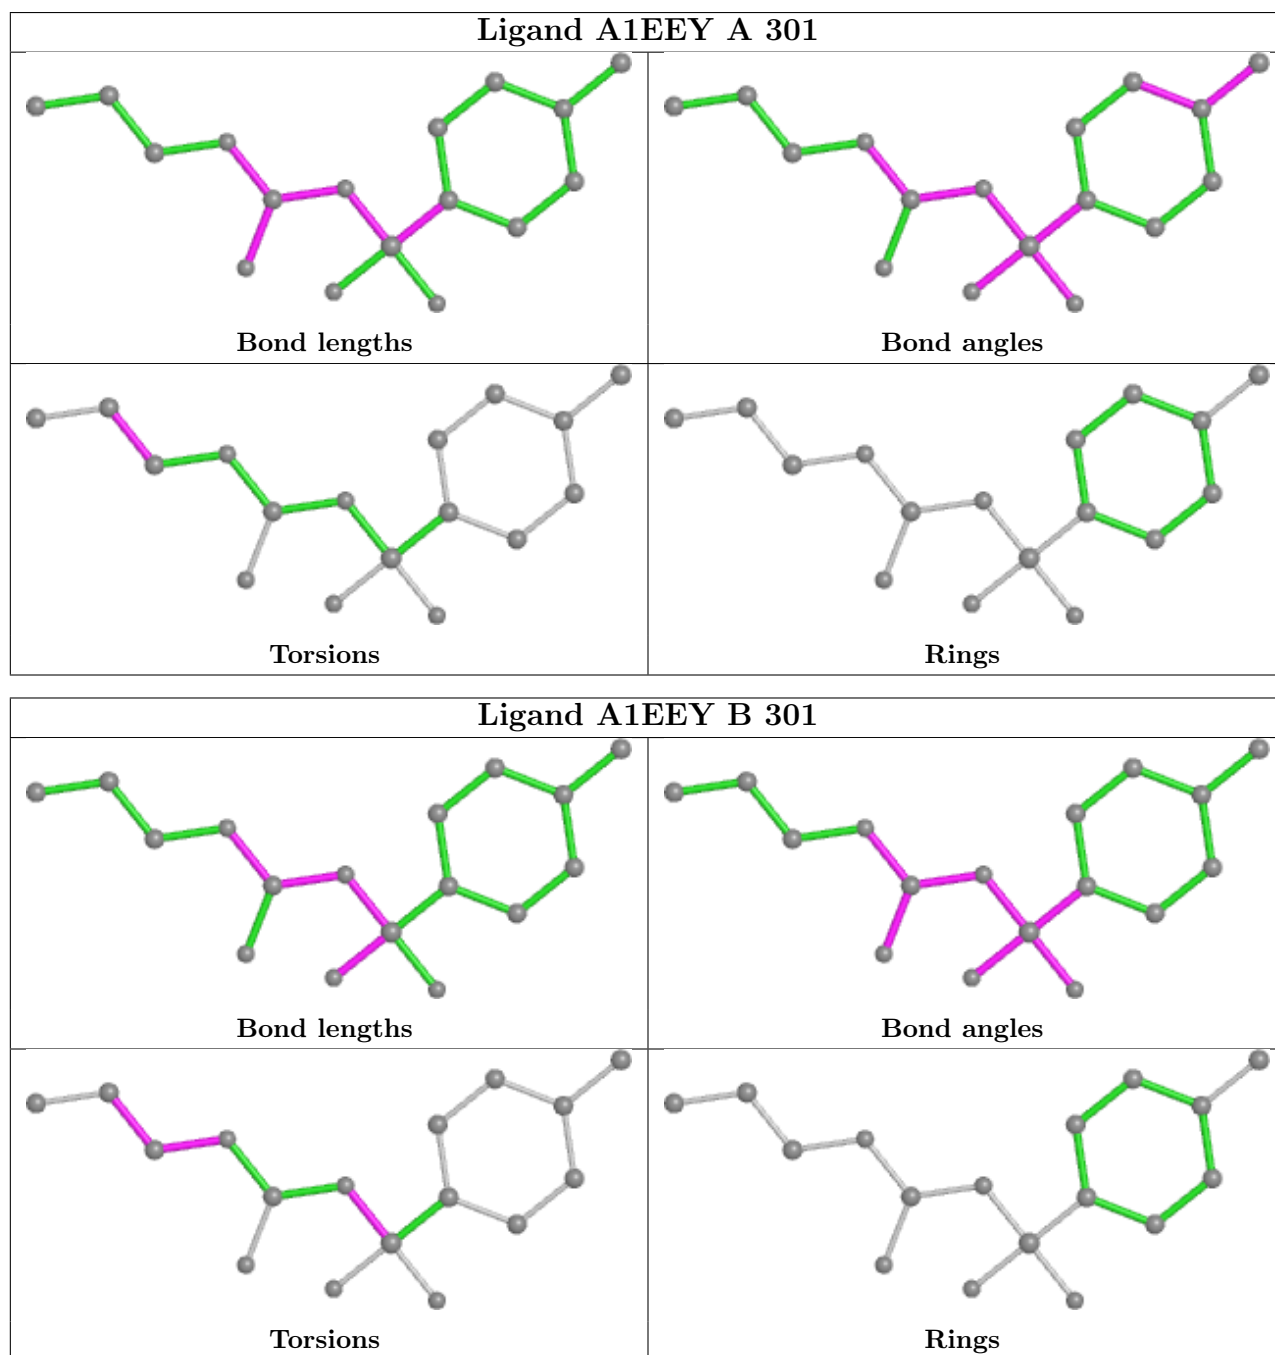 Ligand A1EEY A 301
Bond lengths
Bond angles
Torsions
Rings
Ligand A1EEY B 301
Bond lengths
Bond angles
Torsions
Rings